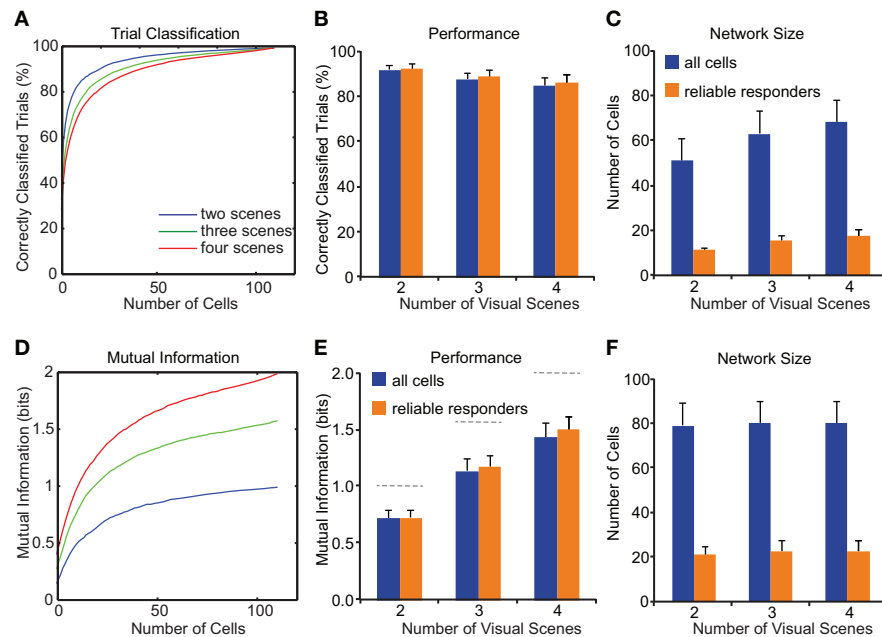 A
Trial Classification
Correctly Classified Trials (%)
100
80
60
40
20
0
two scenes
three scenes
four scenes
0 50 100
Number of Cells
B
Performance
Correctly Classified Trials (%)
100
80
60
40
20
0
2 3 4
Number of Visual Scenes
C
Network Size
Number of Cells
100
80
60
40
20
0
all cells
reliable responders
2 3 4
Number of Visual Scenes
D
Mutual Information
Mutual Information (bits)
2
1.5
1
0.5
0
0 50 100
Number of Cells
E
Performance
Mutual Information (bits)
2.0
1.5
1.0
0.5
0.0
all cells
reliable responders
2 3 4
Number of Visual Scenes
F
Network Size
Number of Cells
100
80
60
40
20
0
2 3 4
Number of Visual Scenes